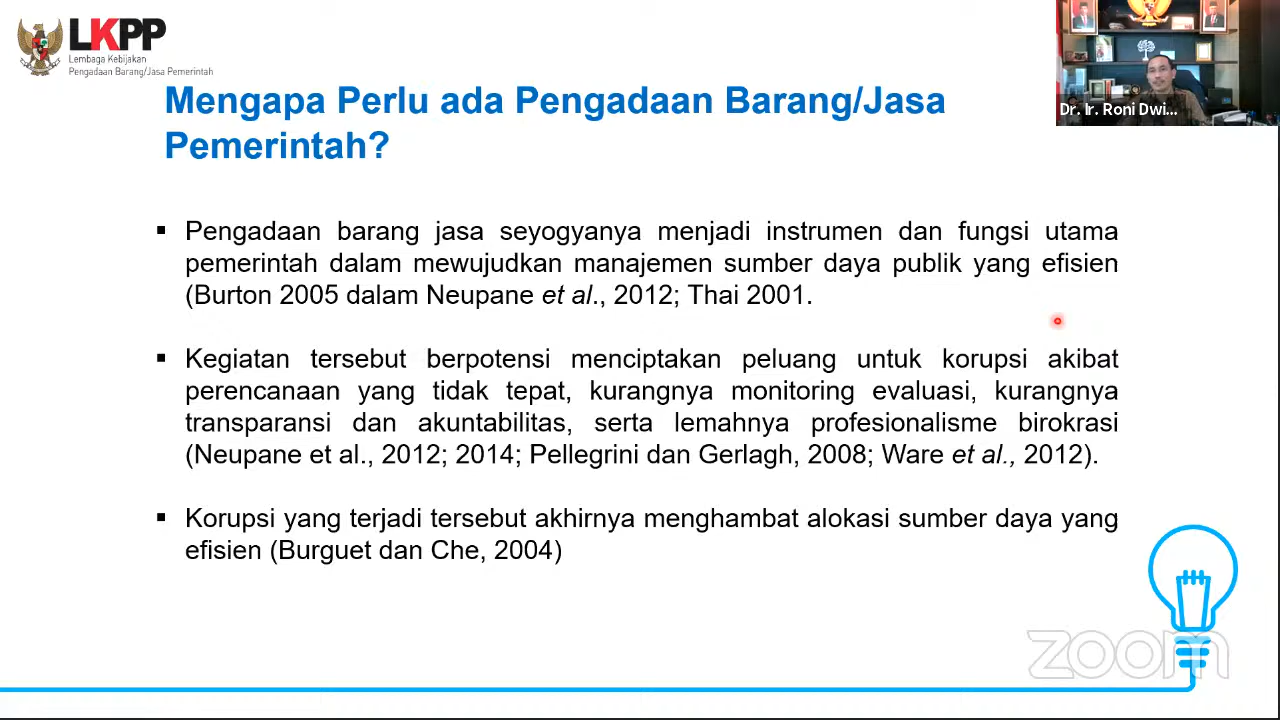 LKPP
Lembaga Kebijakan
Pengadaan Barang/Jasa Pemerintah
Dr. Ir. Roni Dwi...
Mengapa Perlu ada Pengadaan Barang/Jasa
Pemerintah?
▪ Pengadaan barang jasa seyogyanya menjadi instrumen dan fungsi utama
pemerintah dalam mewujudkan manajemen sumber daya publik yang efisien
(Burton 2005 dalam Neupane et al., 2012; Thai 2001.
▪ Kegiatan tersebut berpotensi menciptakan peluang untuk korupsi akibat
perencanaan yang tidak tepat, kurangnya monitoring evaluasi, kurangnya
transparansi dan akuntabilitas, serta lemahnya profesionalisme birokrasi
(Neupane et al., 2012; 2014; Pellegrini dan Gerlagh, 2008; Ware et al., 2012).
▪ Korupsi yang terjadi tersebut akhirnya menghambat alokasi sumber daya yang
efisien (Burguet dan Che, 2004)
zoom